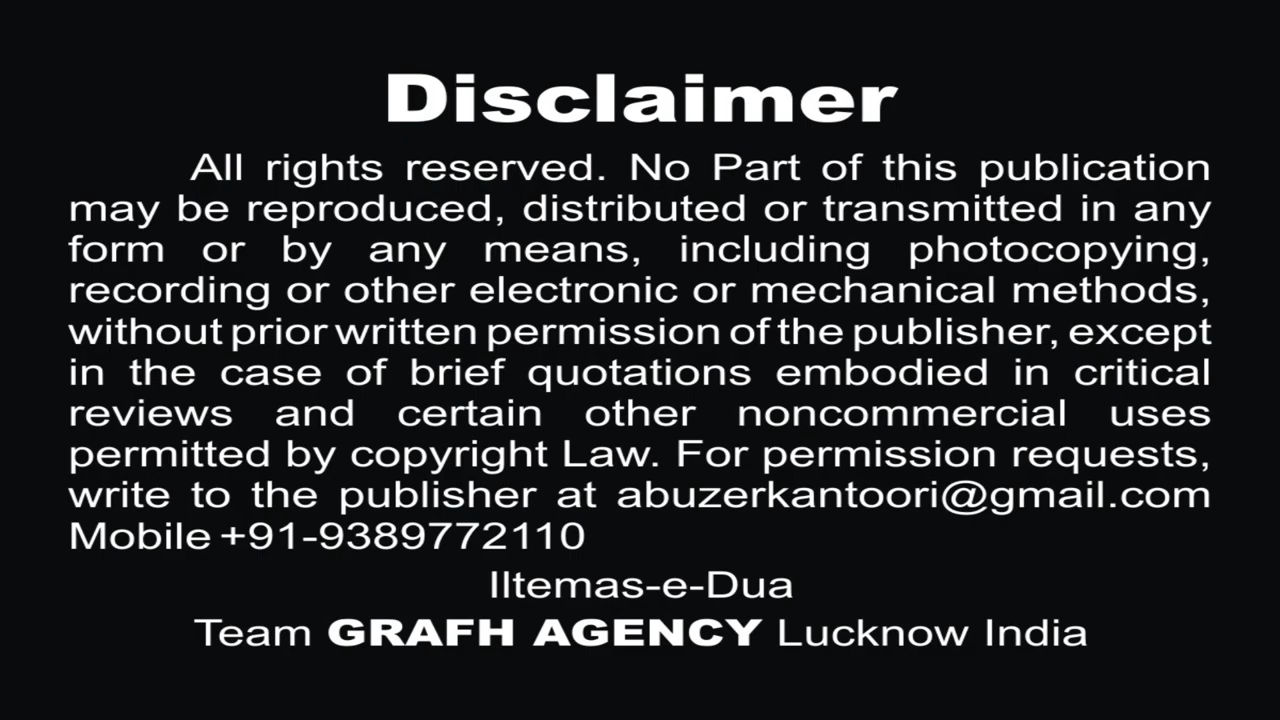 Disclaimer
All rights reserved. No Part of this publication
may be reproduced, distributed or transmitted in any
form or by any means, including photocopying,
recording or other electronic or mechanical methods,
without prior written permission of the publisher, except
in the case of brief quotations embodied in critical
reviews and certain other noncommercial uses
permitted by copyright Law. For permission requests,
write to the publisher at abuzerkantoori@gmail.com
Mobile +91-9389772110
Iltemas-e-Dua
Team GRAFH AGENCY Lucknow India